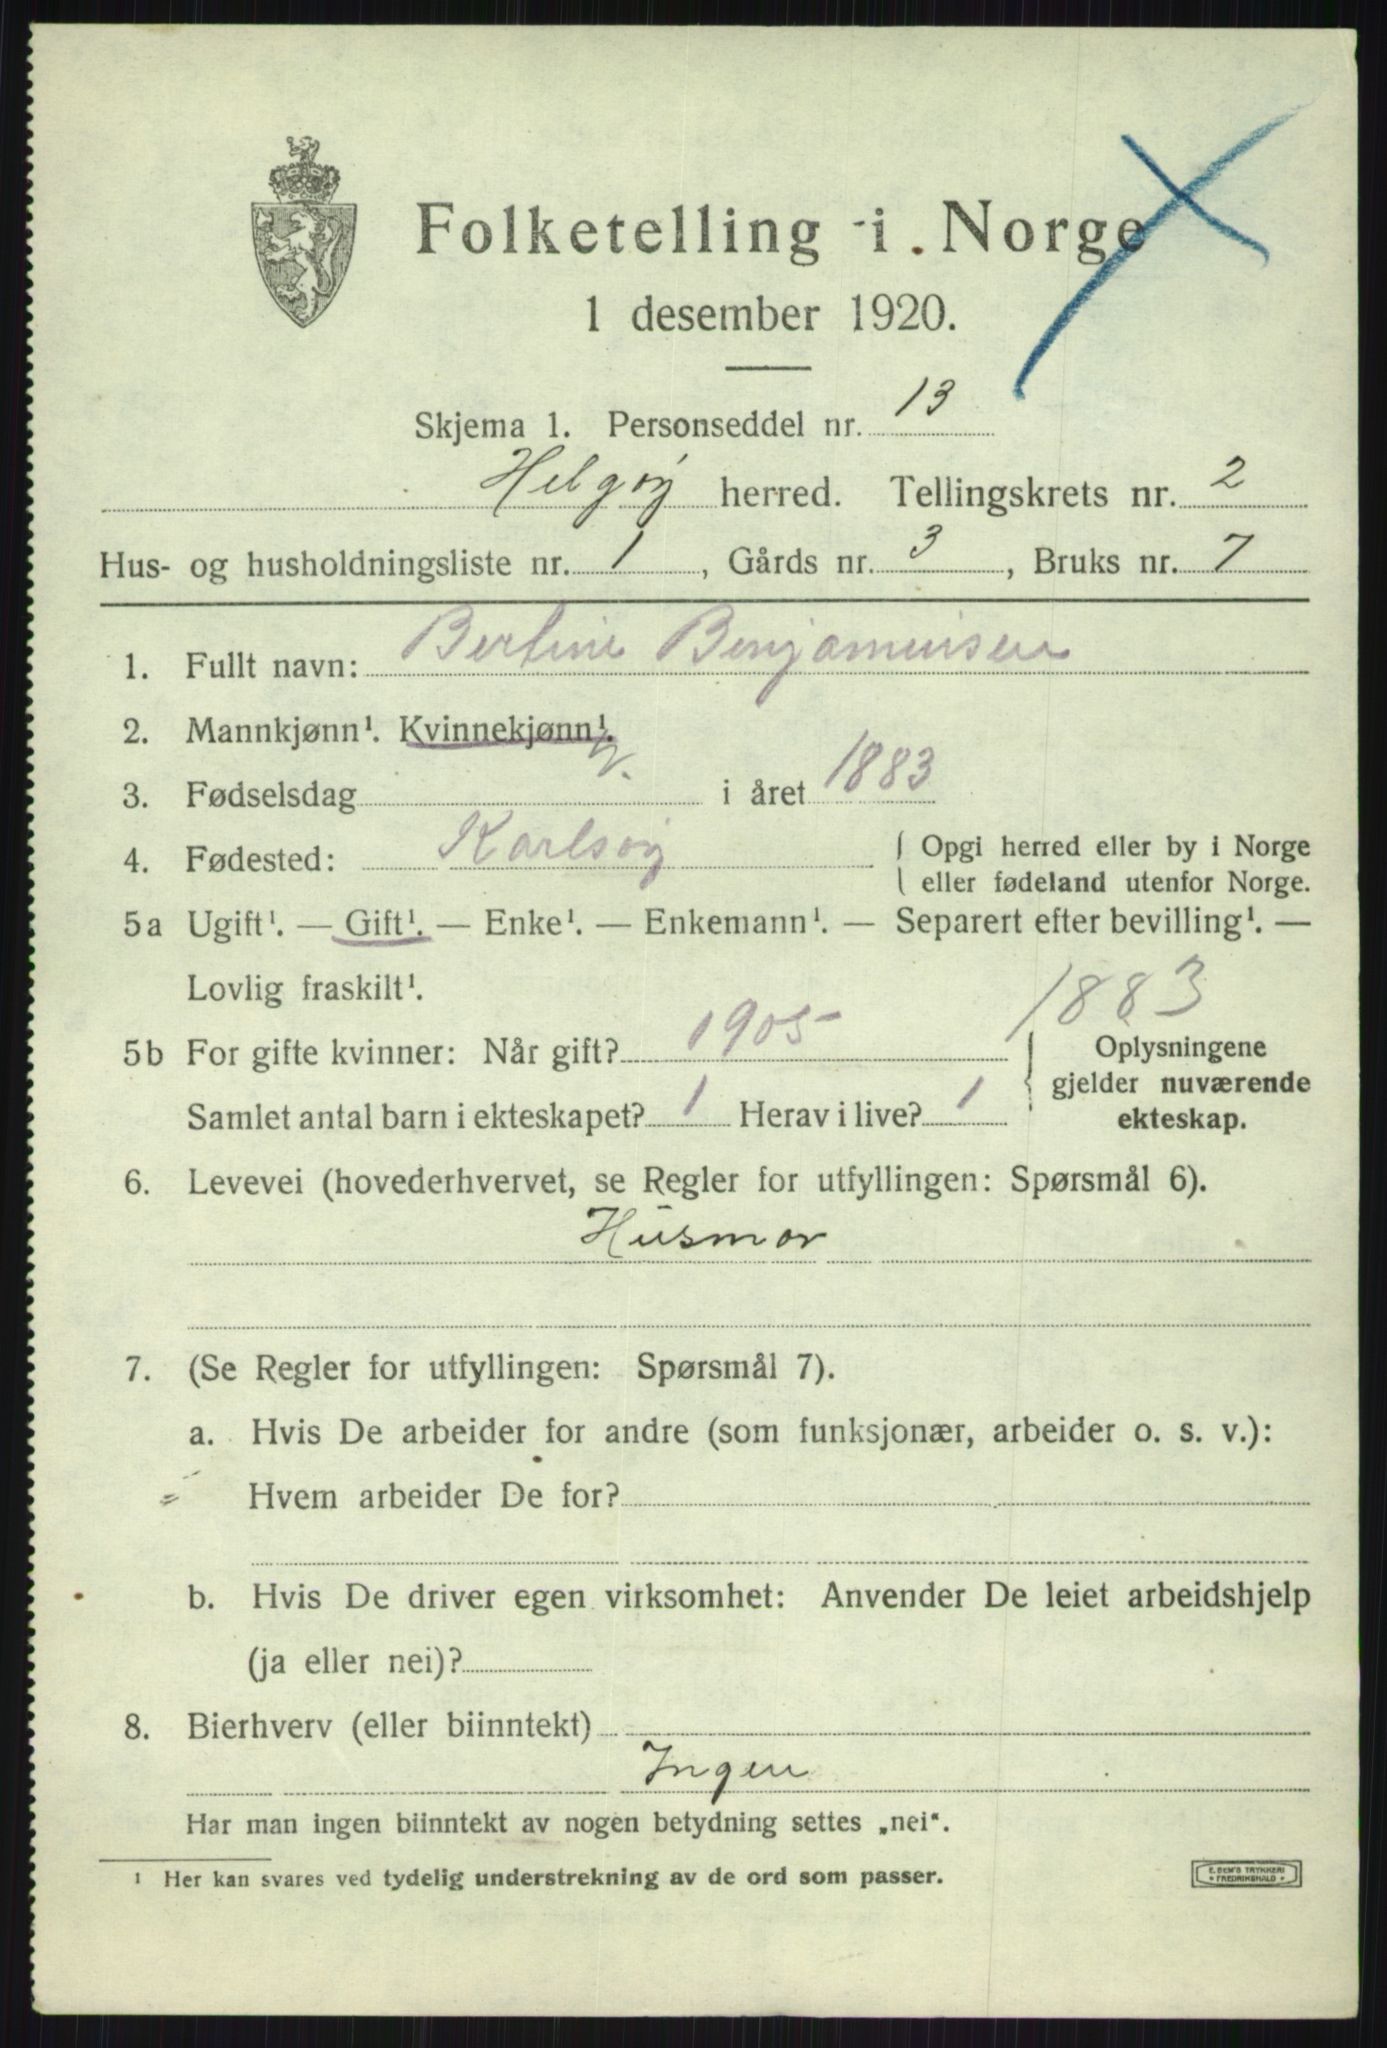 Folketelling i Norge
1 desember 1920.
Skjema 1. Personseddel nr. 13
Helgøy herred. Tellingskrets nr. 2
Hus- og husholdningsliste nr. 1, Gårds nr. 3, Bruks nr. 7
1. Fullt navn: Bertine Benjaminsen
2. Mannkjønn¹. Kvinnekjønn¹.
3. Fødselsdag i året 1883
4. Fødested: Karlsøy { Opgi herred eller by i Norge
eller fødeland utenfor Norge.
5a Ugift¹. — Gift¹. — Enke¹. — Enkemann¹. — Separert efter bevilling¹. —
Lovlig fraskilt¹.
1883
5b For gifte kvinner: Når gift? 1905 Oplysningene
gjelder nuværende
Samlet antal barn i ekteskapet? 1 Herav i live? 1 ekteskap.
6. Levevei (hovederhvervet, se Regler for utfyllingen: Spørsmål 6).
Husmor
7. (Se Regler for utfyllingen: Spørsmål 7).
a. Hvis De arbeider for andre (som funksjonær, arbeider o. s. v.):
Hvem arbeider De for?
b. Hvis De driver egen virksomhet: Anvender De leiet arbeidshjelp
(ja eller nei)?
8. Bierhverv (eller biinntekt)
Ingen
Har man ingen biinntekt av nogen betydning settes „nei“.
¹ Her kan svares ved tydelig understrekning av de ord som passer.
E. SEM'S TRYKKERI
FREDRIKSHALD